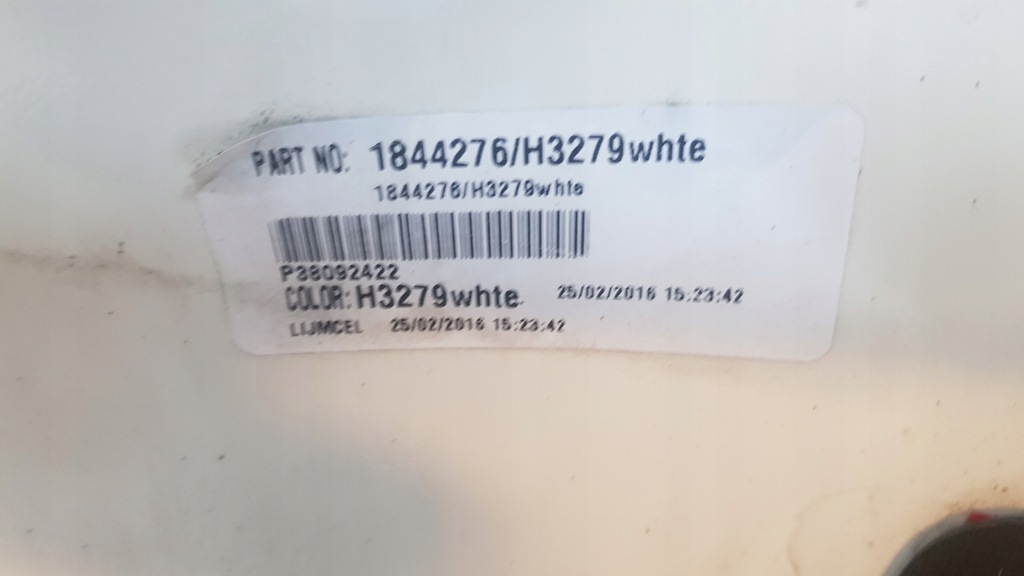 PART NO: 1844276/H3279whte
1844276/H3279whte
P38092422
COLOR: H3279whte 25/02/2016 15:23:42
LIJMCEL 25/02/2016 15:23:42